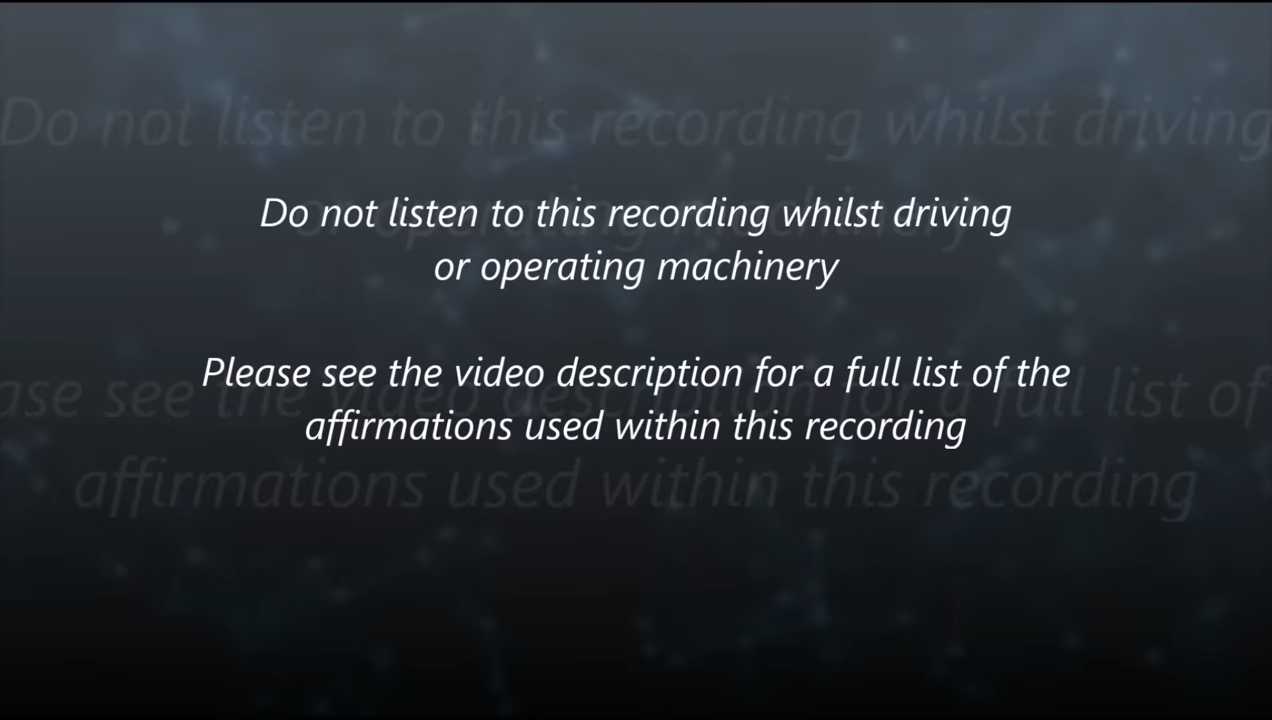 Do not listen to this recording whilst driving
or operating machinery
Please see the video description for a full list of the
affirmations used within this recording